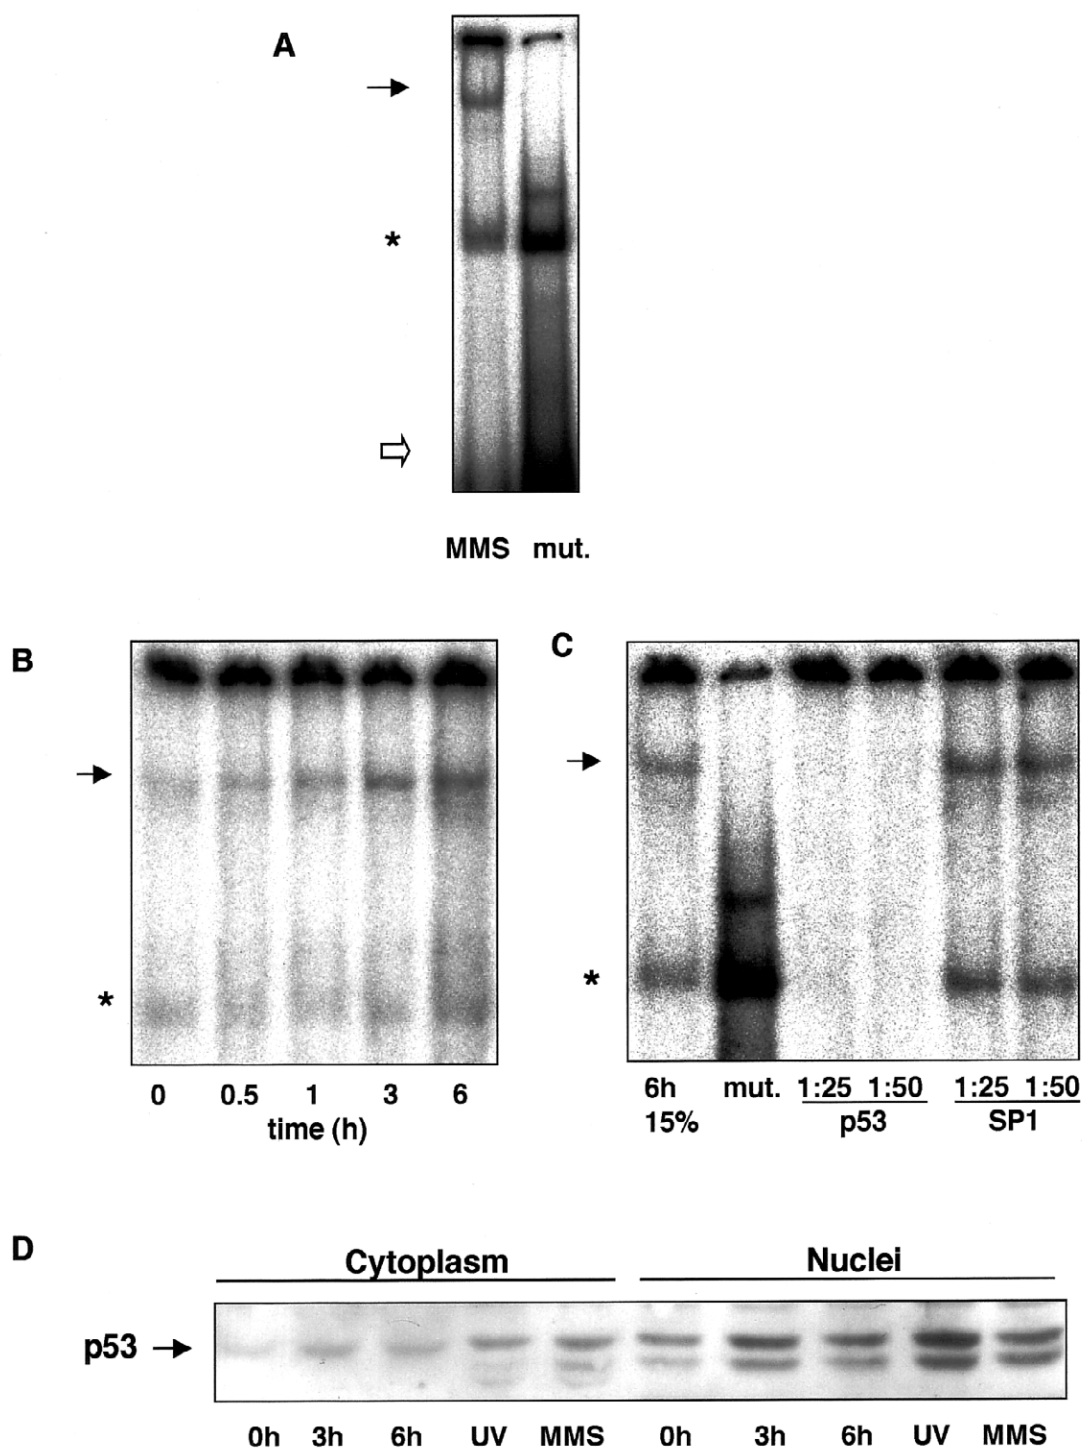 A
*
MMS mut.
B
C
*
*
0 0.5 1 3 6
time (h)
6h mut. 1:25 1:50 1:25 1:50
15% p53 SP1
D
Cytoplasm Nuclei
p53
0h 3h 6h UV MMS 0h 3h 6h UV MMS